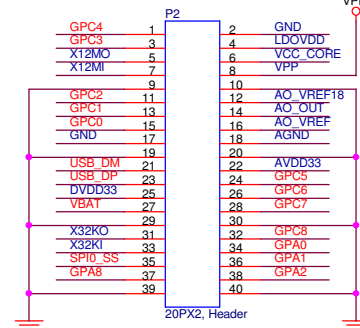 VPP
P2
GPC4 1 2 GND
GPC3 3 4 LDOVDD
X12MO 5 6 VCC_CORE
X12MI 7 8 VPP
9 10
GPC2 11 12 AO_VREF18
GPC1 13 14 AO_OUT
GPC0 15 16 AO_VREF
GND 17 18 AGND
19 20
USB_DM 21 22 AVDD33
USB_DP 23 24 GPC5
DVDD33 25 26 GPC6
VBAT 27 28 GPC7
29 30
X32KO 31 32 GPC8
X32KI 33 34 GPA0
SPI0_SS 35 36 GPA1
GPA8 37 38 GPA2
39 40
20PX2, Header